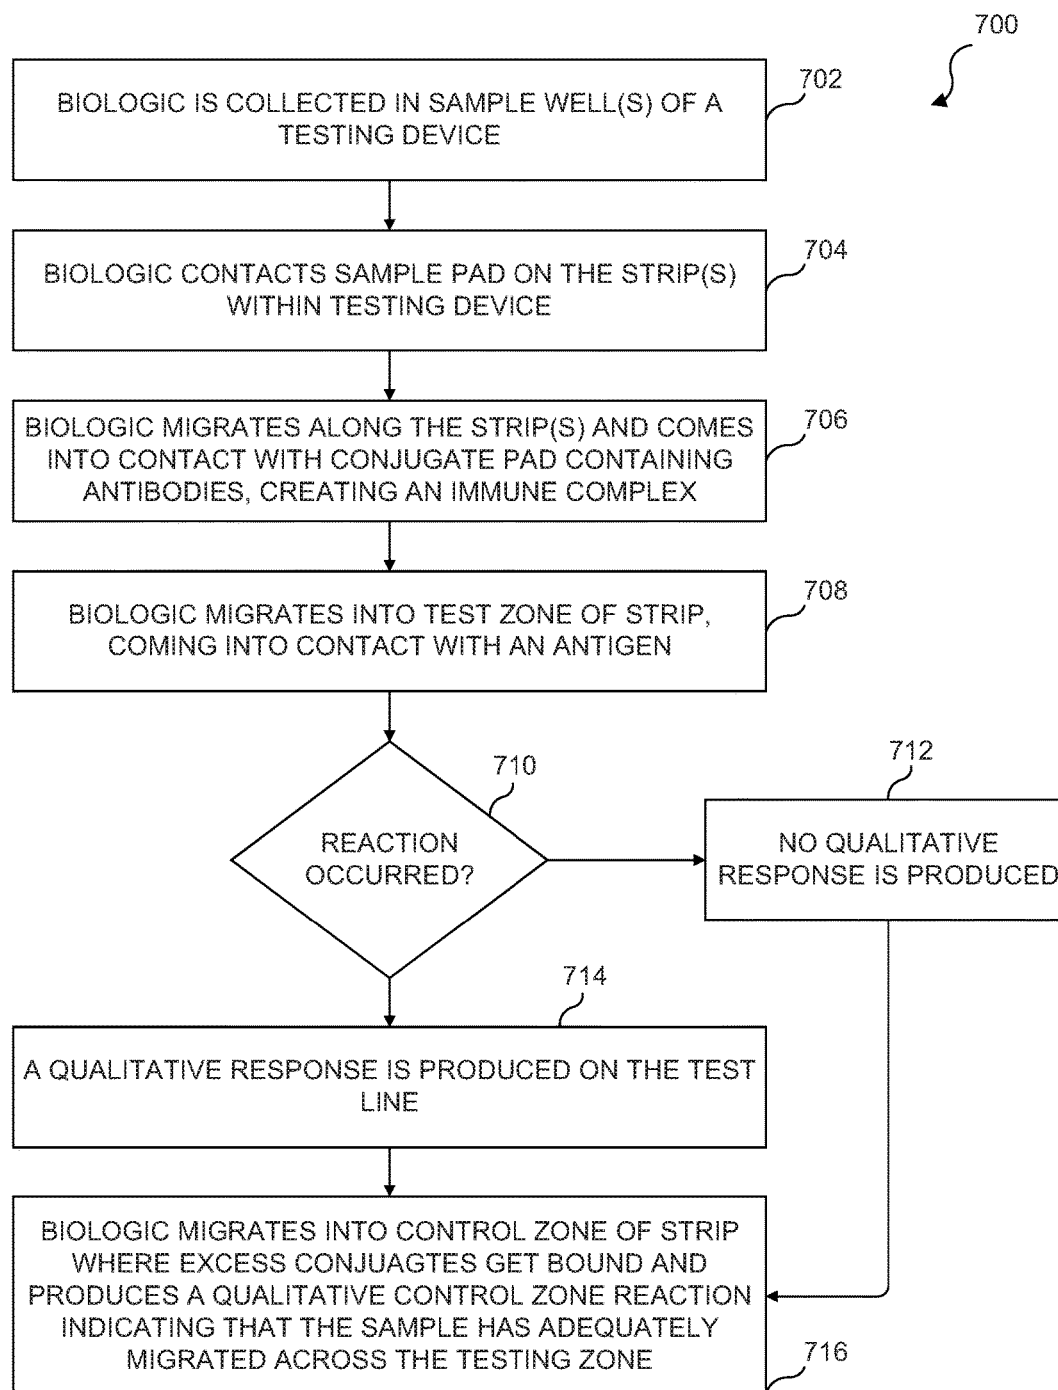 700
BIOLOGIC IS COLLECTED IN SAMPLE WELL(S) OF A
TESTING DEVICE
702
BIOLOGIC CONTACTS SAMPLE PAD ON THE STRIP(S)
WITHIN TESTING DEVICE
704
BIOLOGIC MIGRATES ALONG THE STRIP(S) AND COMES
INTO CONTACT WITH CONJUGATE PAD CONTAINING
ANTIBODIES, CREATING AN IMMUNE COMPLEX
706
BIOLOGIC MIGRATES INTO TEST ZONE OF STRIP,
COMING INTO CONTACT WITH AN ANTIGEN
708
REACTION
OCCURRED?
710
712
NO QUALITATIVE
RESPONSE IS PRODUCED
714
A QUALITATIVE RESPONSE IS PRODUCED ON THE TEST
LINE
BIOLOGIC MIGRATES INTO CONTROL ZONE OF STRIP
WHERE EXCESS CONJUAGTES GET BOUND AND
PRODUCES A QUALITATIVE CONTROL ZONE REACTION
INDICATING THAT THE SAMPLE HAS ADEQUATELY
MIGRATED ACROSS THE TESTING ZONE
716